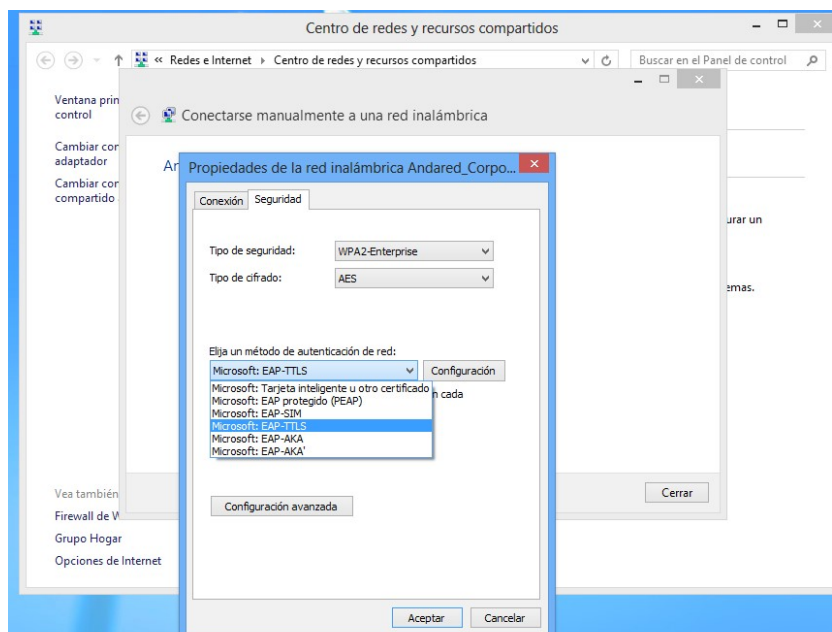 Centro de redes y recursos compartidos
« Redes e Internet Centro de redes y recursos compartidos
Buscar en el Panel de control
Ventana prin
control
Cambiar con
adaptador
Cambiar con
compartido
Conectarse manualmente a una red inalámbrica
An
Propiedades de la red inalámbrica Andared_Corpo...
Conexión
Seguridad
Tipo de seguridad:
WPA2-Enterprise
Tipo de cifrado:
AES
Elija un método de autenticación de red:
Microsoft: EAP-TTLS
Configuración
Microsoft: Tarjeta inteligente u otro certificado
Microsoft: EAP protegido (PEAP)
Microsoft: EAP-SIM
Microsoft: EAP-TTLS
Microsoft: EAP-AKA
Microsoft: EAP-AKA'
n cada
Configuración avanzada
Aceptar
Cancelar
urar un
emas.
Cerrar
Vea también
Firewall de W
Grupo Hogar
Opciones de Internet